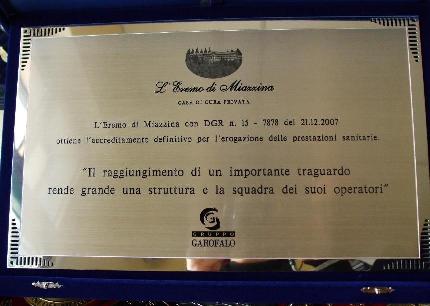 L'Eremo di Miazzina
CASA DI CURA PRIVATA
L'Eremo di Miazzina con DGR n. 15 - 7878 del 21.12.2007
ottiene l'accreditamento definitivo per l'erogazione delle prestazioni sanitarie.
"Il raggiungimento di un importante traguardo
rende grande una struttura e la squadra dei suoi operatori"
GRUPPO
GAROFALO